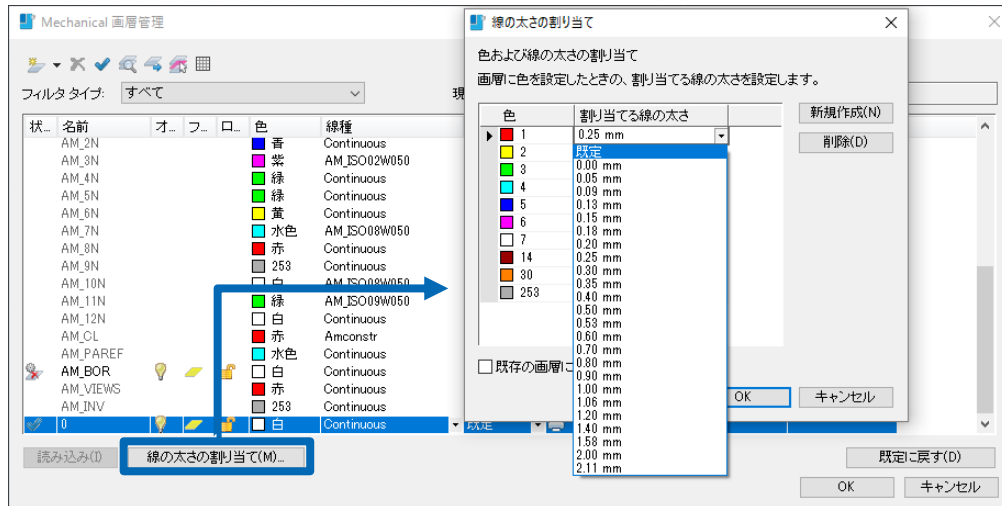 Mechanical 画層管理
フィルタ タイプ: すべて
現
状... 名前 オ... フ... ロ... 色 線種
AM_2N 青 Continuous
AM_3N 紫 AM_ISO02W050
AM_4N 緑 Continuous
AM_5N 緑 Continuous
AM_6N 黄 Continuous
AM_7N 水色 AM_ISO08W050
AM_8N 赤 Continuous
AM_9N 253 Continuous
AM_10N 白 AM_ISO08W050
AM_11N 緑 AM_ISO09W050
AM_12N 白 Continuous
AM_CL 赤 Amconstr
AM_PAREF 水色 Continuous
AM_BOR 白 Continuous
AM_VIEWS 赤 Continuous
AM_INV 253 Continuous
0 白 Continuous 既定
読み込み(I) 線の太さの割り当て(M)... 既定に戻す(D)
OK キャンセル
線の太さの割り当て
色および線の太さの割り当て
画層に色を設定したときの、割り当てる線の太さを設定します。
色 割り当てる線の太さ
新規作成(N)
削除(D)
1 0.25 mm
2
3
4
5
6
7
14
30
253
既定
0.00 mm
0.05 mm
0.09 mm
0.13 mm
0.15 mm
0.18 mm
0.20 mm
0.25 mm
0.30 mm
0.35 mm
0.40 mm
0.50 mm
0.53 mm
0.60 mm
0.70 mm
0.80 mm
0.90 mm
1.00 mm
1.06 mm
1.20 mm
1.40 mm
1.58 mm
2.00 mm
2.11 mm
既存の画層に
OK キャンセル